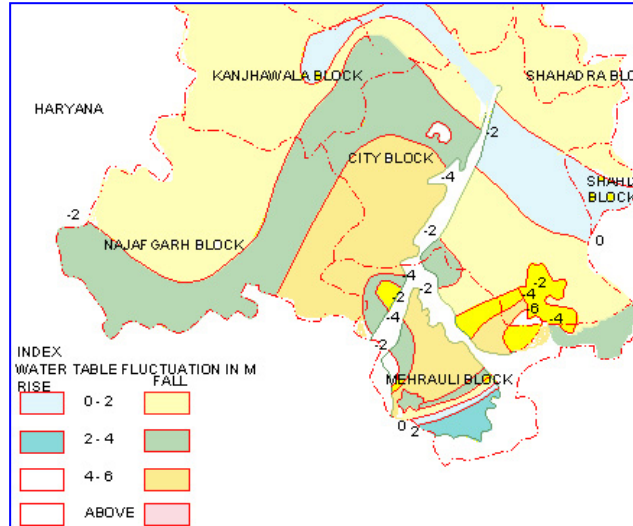 KANJHAWALA BLOCK
SHAHADRA BLO
HARYANA
-2
CITY BLOCK
-4
SHAHD
BLOCK
-2
NAJAFGARH BLOCK
-2
0
-4
-2
-2
-4
-2
-4
-6
-4
-2
INDEX
WATER TABLE FLUCTUATION IN M
RISE FALL
MEHRAULI BLOCK
0 - 2
2 - 4
4 - 6
ABOVE
0
2